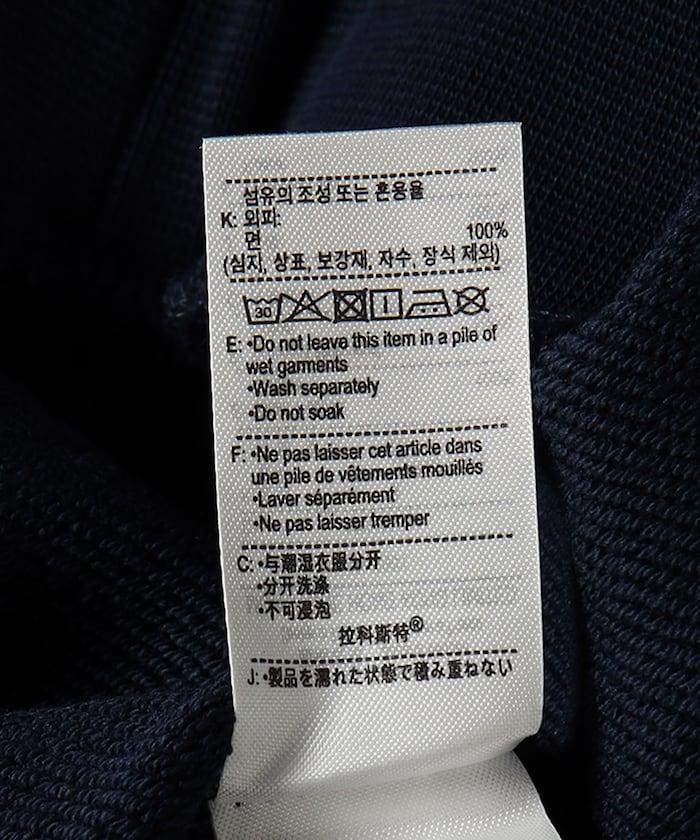 섬유의 조성 또는 혼용율
K: 외피:
면 100%
(심지, 상표, 보강재, 자수, 장식 제외)
30
E: •Do not leave this item in a pile of
wet garments
•Wash separately
•Do not soak
F: •Ne pas laisser cet article dans
une pile de vêtements mouillés
•Laver séparément
•Ne pas laisser tremper
C: •与潮湿衣服分开
•分开洗涤
•不可浸泡
拉科斯特®
J: •製品を濡れた状態で積み重ねない